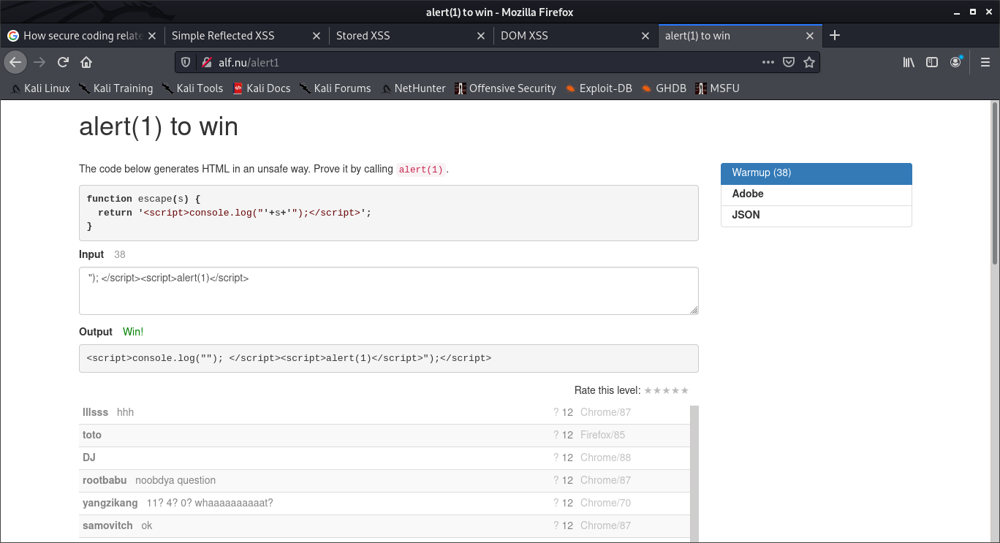 alert(1) to win - Mozilla Firefox
How secure coding relate Simple Reflected XSS Stored XSS DOM XSS alert(1) to win
alf.nu/alert1
Kali Linux Kali Training Kali Tools Kali Docs Kali Forums NetHunter Offensive Security Exploit-DB GHDB MSFU
alert(1) to win
The code below generates HTML in an unsafe way. Prove it by calling alert(1).
function escape(s) {
  return '<script>console.log("'+s+'");</script>';
}
Warmup (38)
Adobe
JSON
Input 38
"); </script><script>alert(1)</script>
Output Win!
<script>console.log(""); </script><script>alert(1)</script>");</script>
Rate this level: ★★★★★
lllsss hhh ? 12 Chrome/87
toto ? 12 Firefox/85
DJ ? 12 Chrome/88
rootbabu noobdya question ? 12 Chrome/87
yangzikang 11? 4? 0? whaaaaaaaaaat? ? 12 Chrome/70
samovitch ok ? 12 Chrome/87